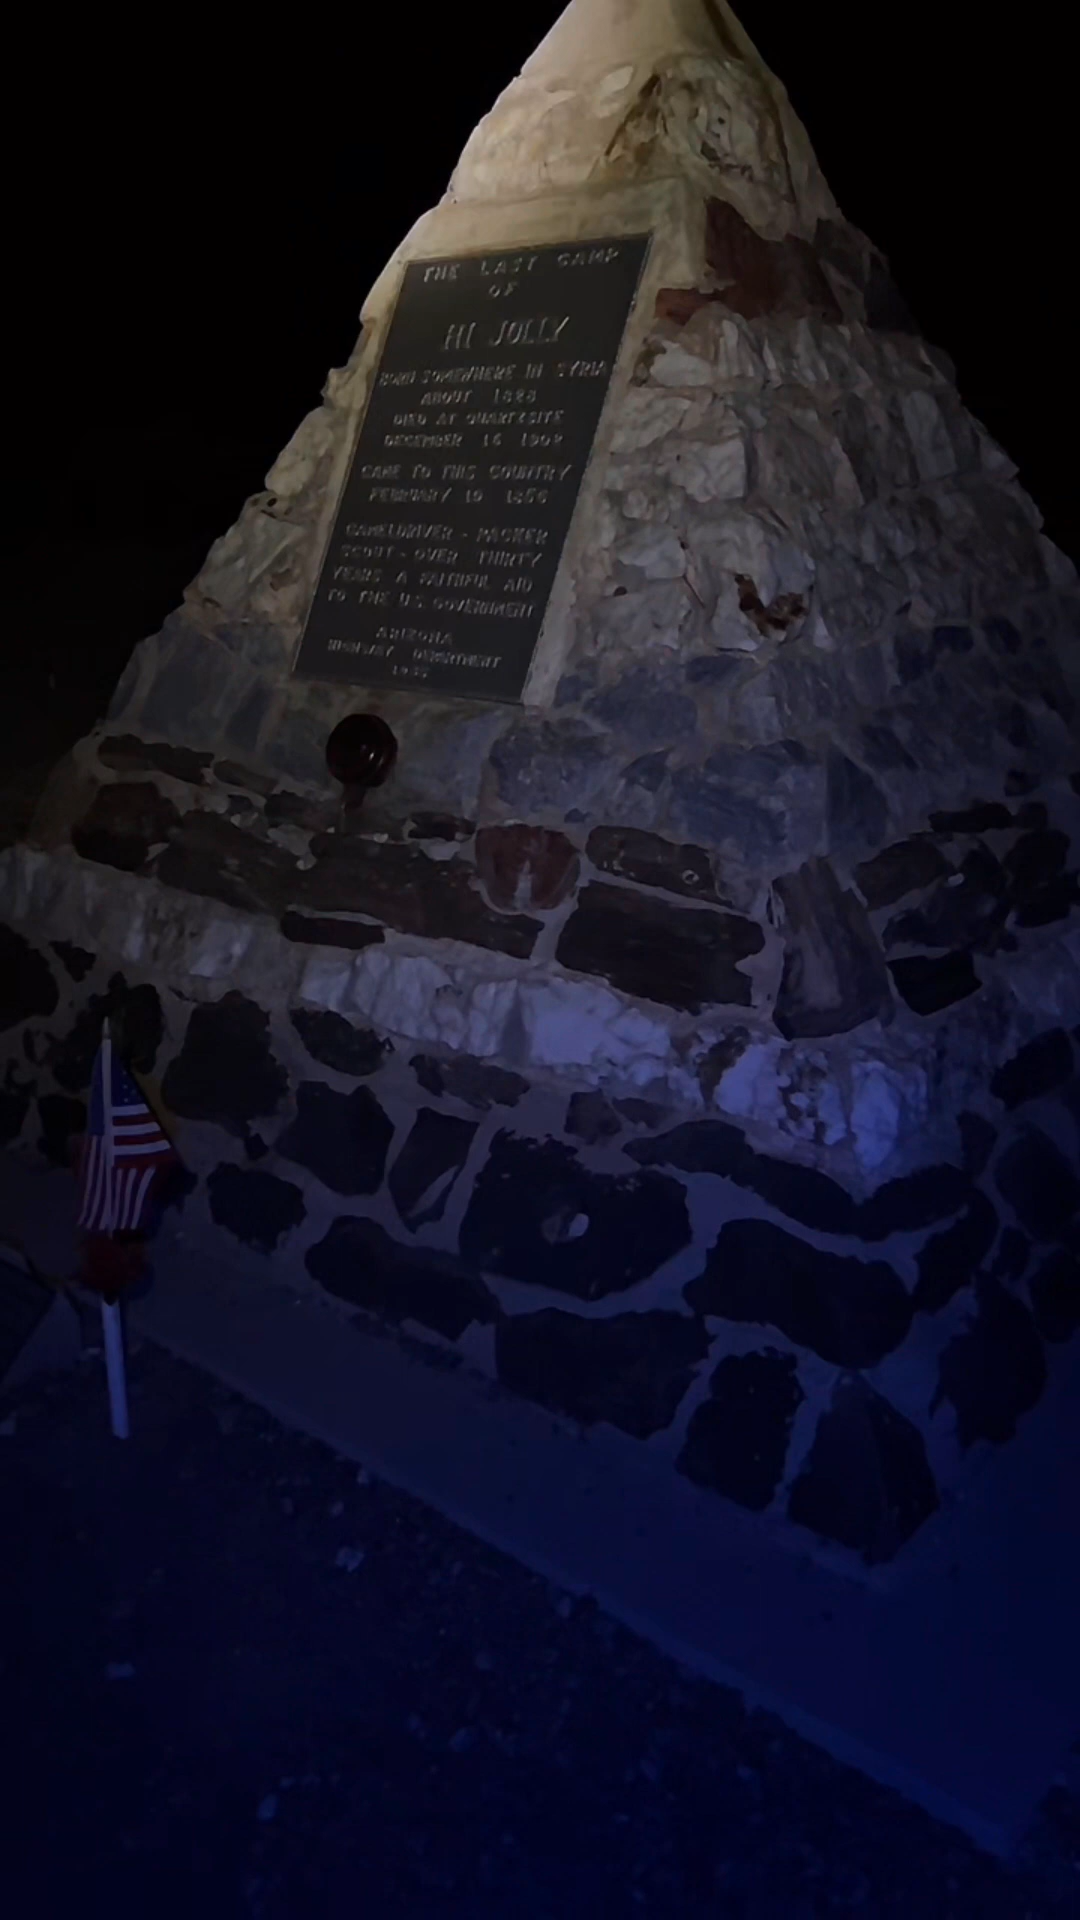 THE LAST CAMP
OF
HI JOLLY
BORN SOMEWHERE IN SYRIA
ABOUT 1828
DIED AT QUARTZSITE
DECEMBER 16 1902
CAME TO THIS COUNTRY
FEBRUARY 10 1856
CAMELDRIVER - PACKER
SCOUT - OVER THIRTY
YEARS A FAITHFUL AID
TO THE U.S. GOVERNMENT
ARIZONA
HIGHWAY DEPARTMENT
1935